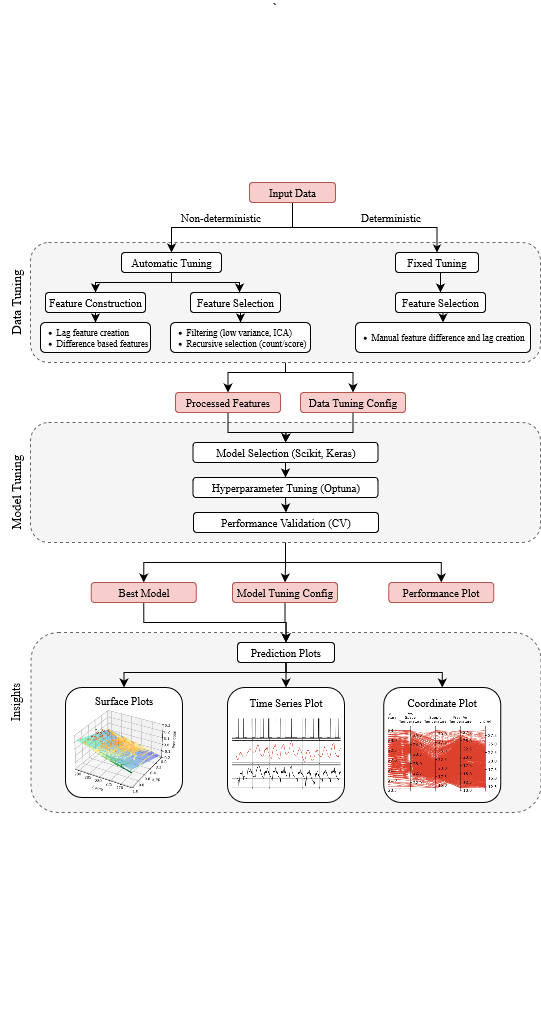 Input Data
Non-deterministic
Deterministic
Data Tuning
Automatic Tuning
Fixed Tuning
Feature Construction
Feature Selection
Feature Selection
• Lag feature creation
• Difference based features
• Filtering (low variance, ICA)
• Recursive selection (count/score)
• Manual feature difference and lag creation
Processed Features
Data Tuning Config
Model Tuning
Model Selection (Scikit, Keras)
Hyperparameter Tuning (Optuna)
Performance Validation (CV)
Best Model
Model Tuning Config
Performance Plot
Insights
Prediction Plots
Surface Plots
Time Series Plot
Coordinate Plot